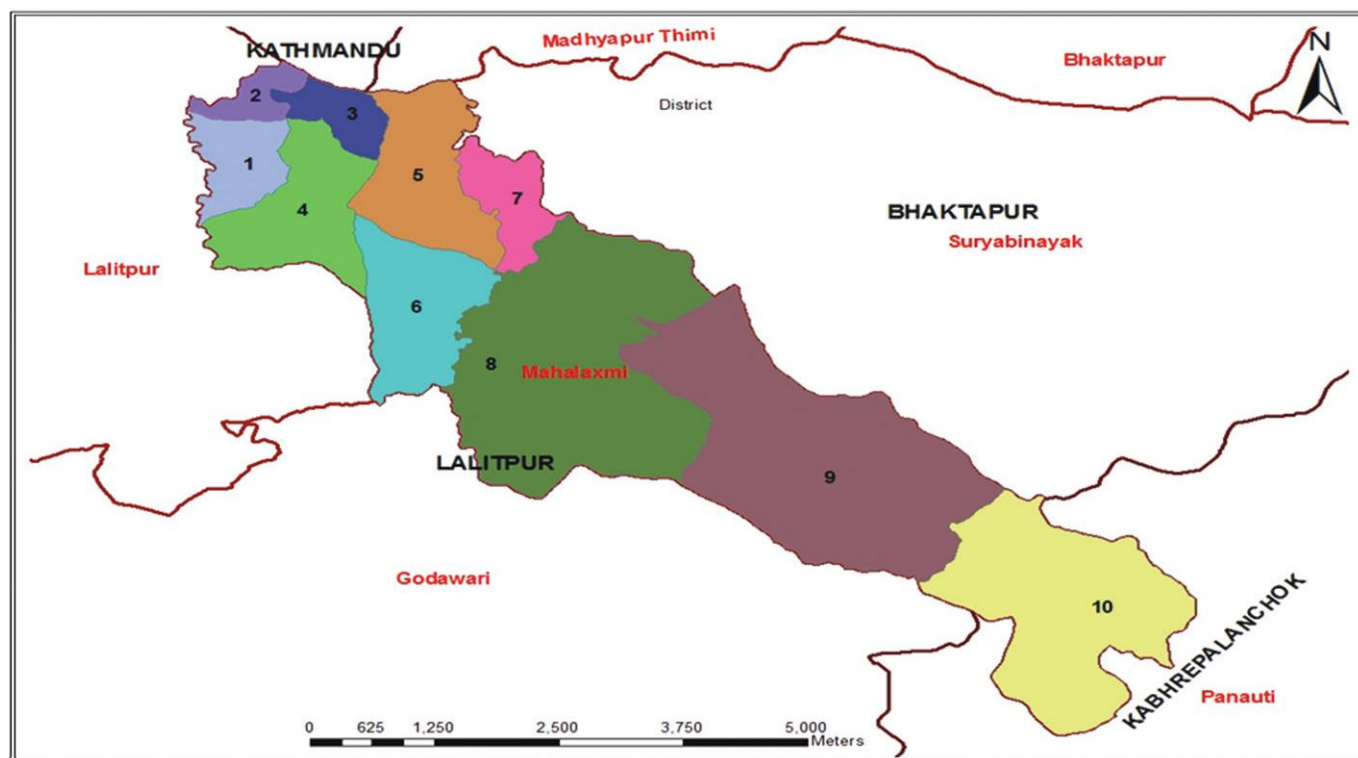 KATHMANDU
Madhyapur Thimi
Bhaktapur
N
District
2
3
1
5
7
4
BHAKTAPUR
Suryabinayak
Lalitpur
6
8
Mahalaxmi
LALITPUR
9
Godawari
10
KABHREPALANCHOK
Panauti
0 625 1,250 2,500 3,750 5,000
Meters